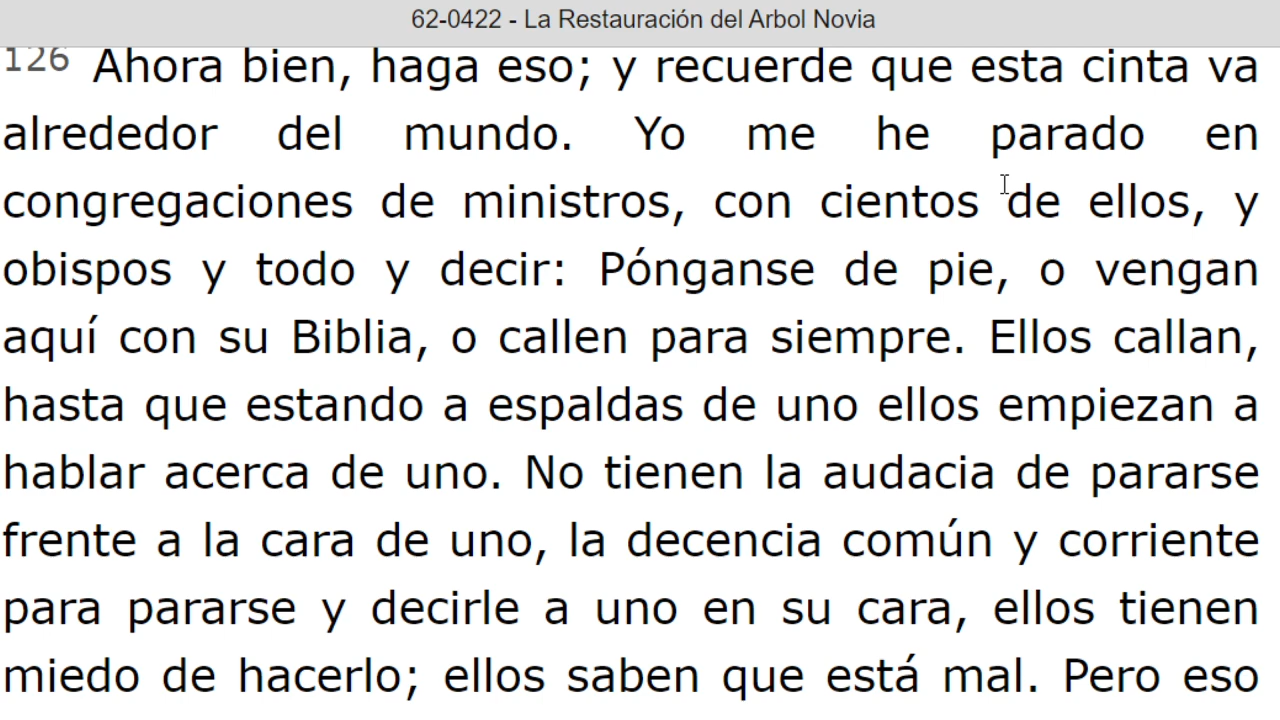 62-0422 - La Restauración del Arbol Novia
126 Ahora bien, haga eso; y recuerde que esta cinta va
alrededor del mundo. Yo me he parado en
congregaciones de ministros, con cientos de ellos, y
obispos y todo y decir: Pónganse de pie, o vengan
aquí con su Biblia, o callen para siempre. Ellos callan,
hasta que estando a espaldas de uno ellos empiezan a
hablar acerca de uno. No tienen la audacia de pararse
frente a la cara de uno, la decencia común y corriente
para pararse y decirle a uno en su cara, ellos tienen
miedo de hacerlo; ellos saben que está mal. Pero eso